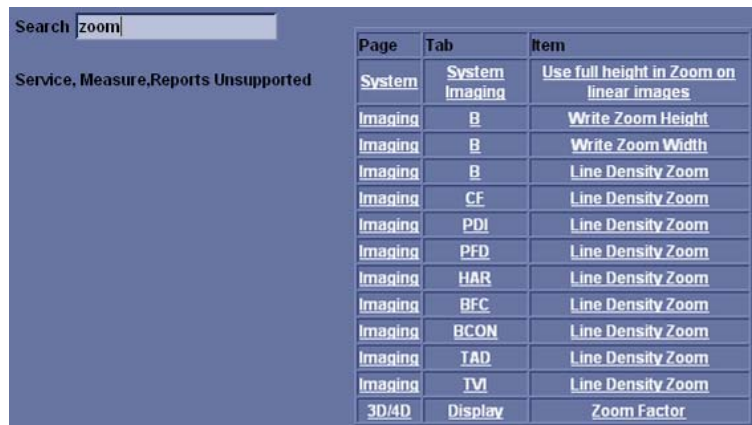 Search zoom
Service, Measure,Reports Unsupported
Page Tab Item
System System Imaging Use full height in Zoom on linear images
Imaging B Write Zoom Height
Imaging B Write Zoom Width
Imaging B Line Density Zoom
Imaging CF Line Density Zoom
Imaging PDI Line Density Zoom
Imaging PFD Line Density Zoom
Imaging HAR Line Density Zoom
Imaging BFC Line Density Zoom
Imaging BCON Line Density Zoom
Imaging TAD Line Density Zoom
Imaging TVI Line Density Zoom
3D/4D Display Zoom Factor